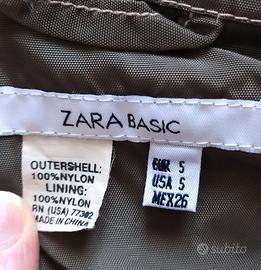 ZARA BASIC
OUTERSHELL:
100%NYLON
LINING:
100%NYLON
RN (USA) 77302
MADE IN CHINA
EUR S
USA S
MEX 26
subito